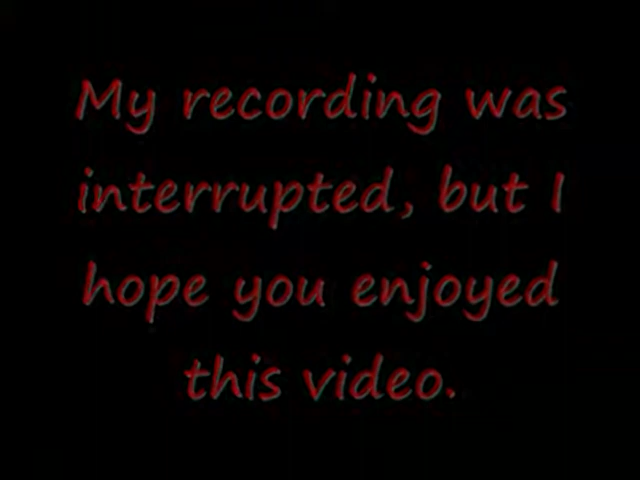 My recording was
interrupted, but I
hope you enjoyed
this video.